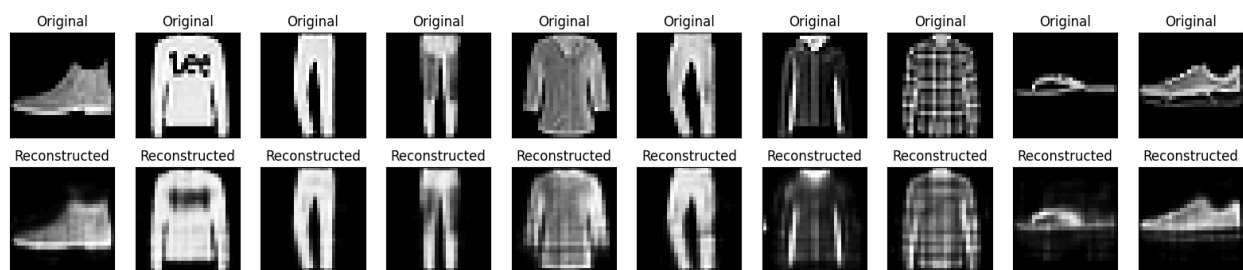 Original Original Original Original Original Original Original Original Original Original
Lee
Reconstructed Reconstructed Reconstructed Reconstructed Reconstructed Reconstructed Reconstructed Reconstructed Reconstructed Reconstructed